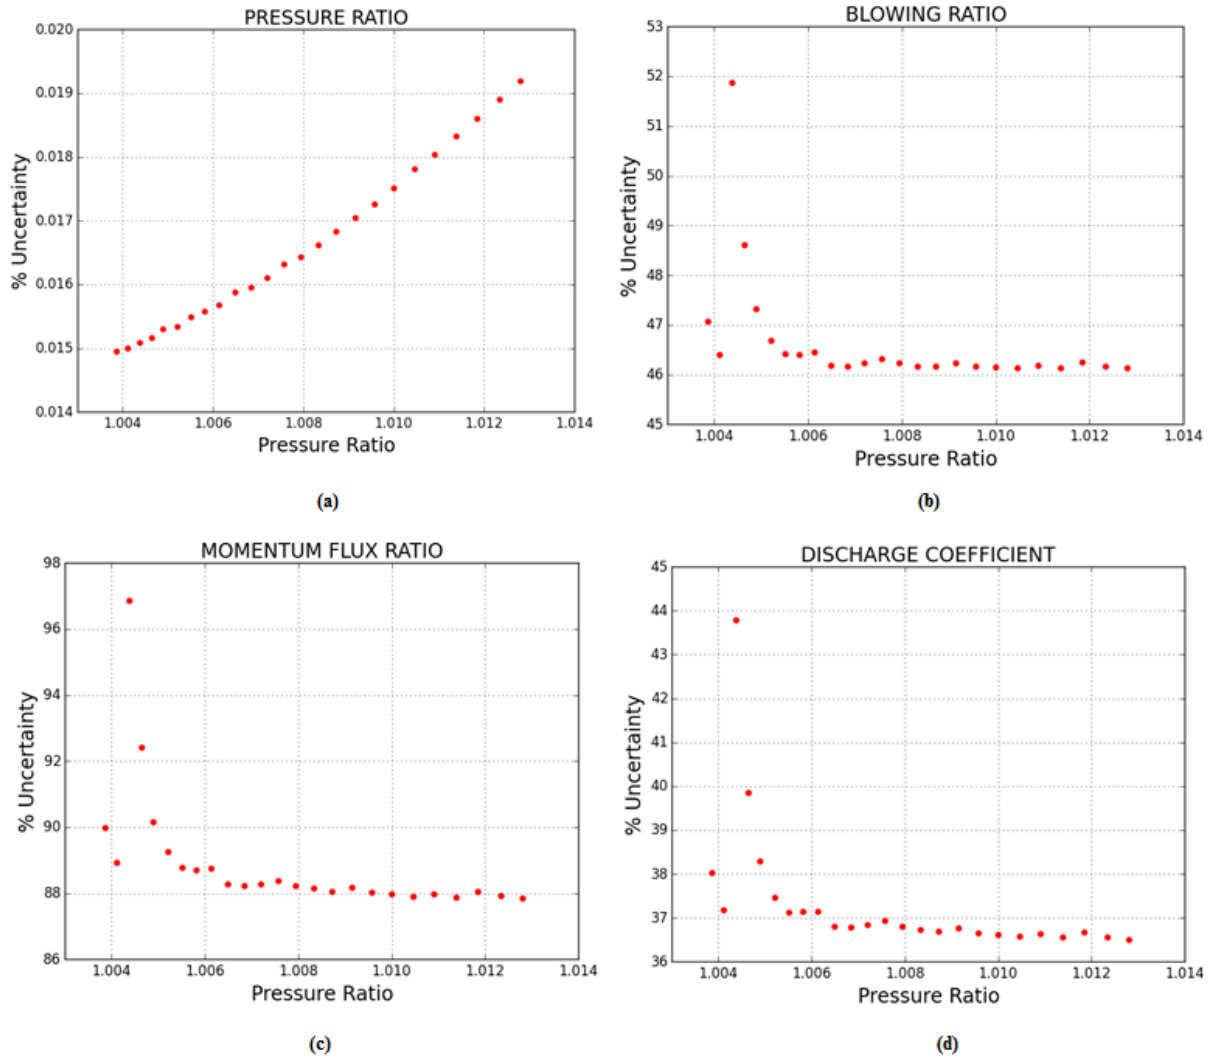 PRESSURE RATIO
0.020
0.019
0.018
0.017
0.016
0.015
0.014
% Uncertainty
1.004 1.006 1.008 1.010 1.012 1.014
Pressure Ratio
(a)
BLOWING RATIO
53
52
51
50
49
48
47
46
45
% Uncertainty
1.004 1.006 1.008 1.010 1.012 1.014
Pressure Ratio
(b)
MOMENTUM FLUX RATIO
98
96
94
92
90
88
86
% Uncertainty
1.004 1.006 1.008 1.010 1.012 1.014
Pressure Ratio
(c)
DISCHARGE COEFFICIENT
45
44
43
42
41
40
39
38
37
36
% Uncertainty
1.004 1.006 1.008 1.010 1.012 1.014
Pressure Ratio
(d)